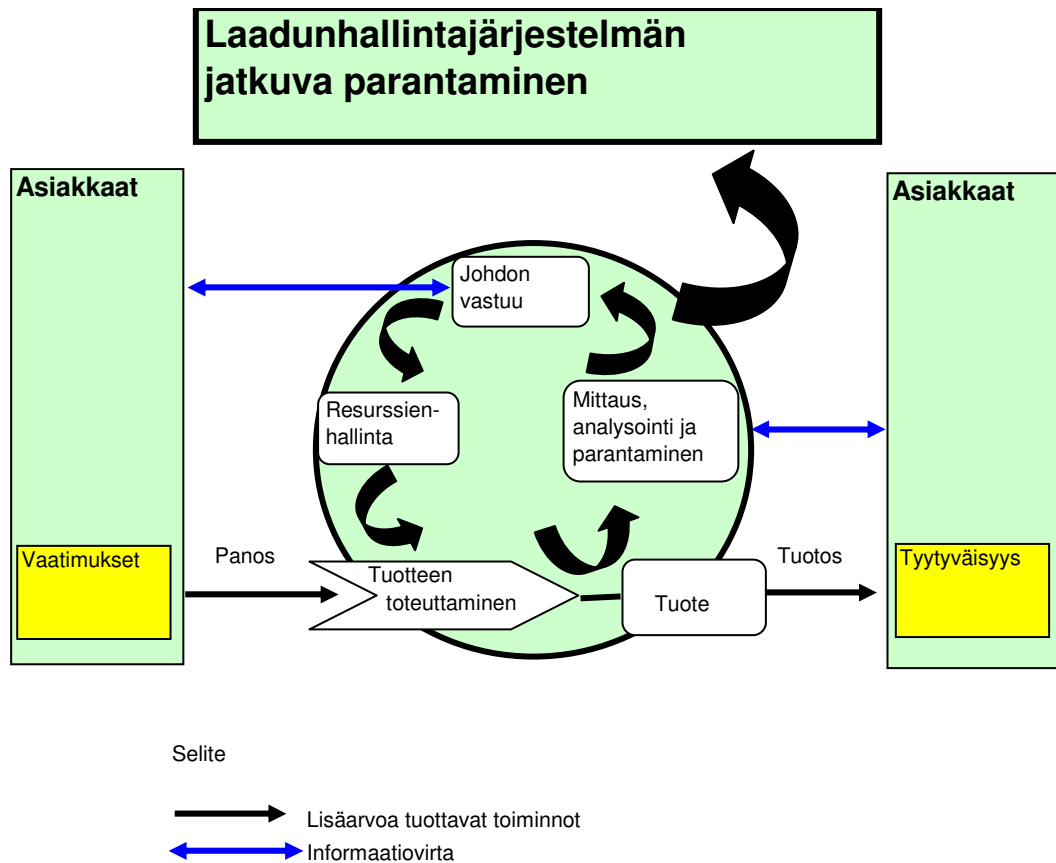 Laadunhallintajärjestelmän
jatkuva parantaminen
Asiakkaat
Asiakkaat
Johdon
vastuu
Resurssien-
hallinta
Mittaus,
analysointi ja
parantaminen
Vaatimukset
Panos
Tuotteen
toteuttaminen
Tuote
Tuotos
Tyytyväisyys
Selite
Lisäarvoa tuottavat toiminnot
Informaatiovirta